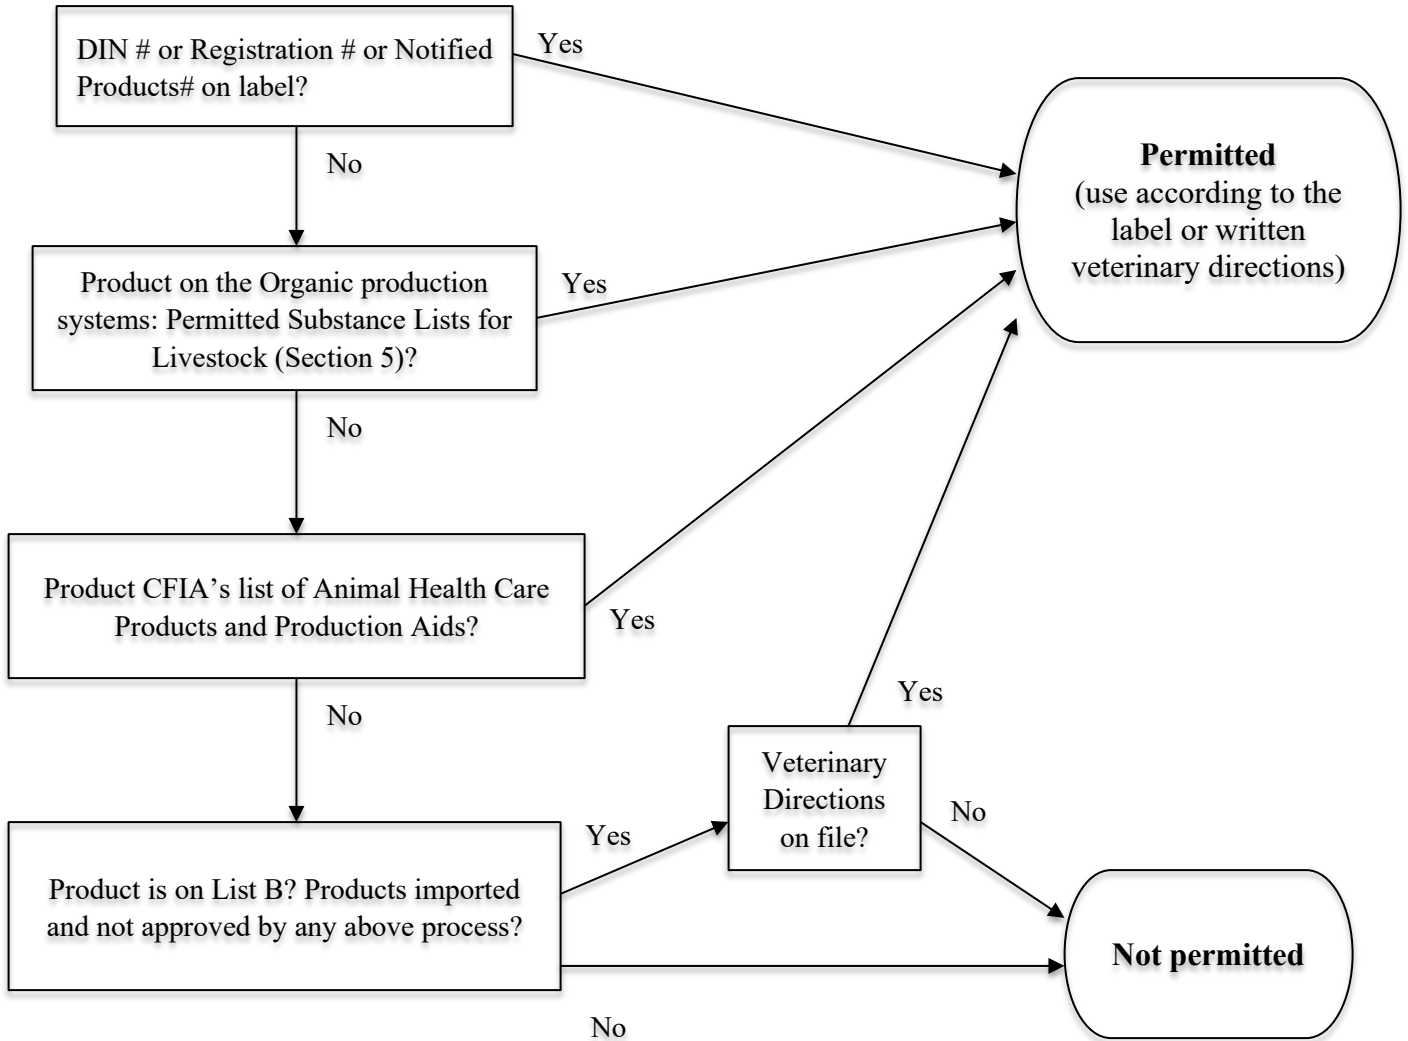 DIN # or Registration # or Notified
Products# on label?
Yes
No
Permitted
(use according to the
label or written
veterinary directions)
Product on the Organic production
systems: Permitted Substance Lists for
Livestock (Section 5)?
Yes
No
Product CFIA’s list of Animal Health Care
Products and Production Aids?
Yes
No
Product is on List B? Products imported
and not approved by any above process?
Yes
Veterinary
Directions
on file?
Yes
No
No
Not permitted